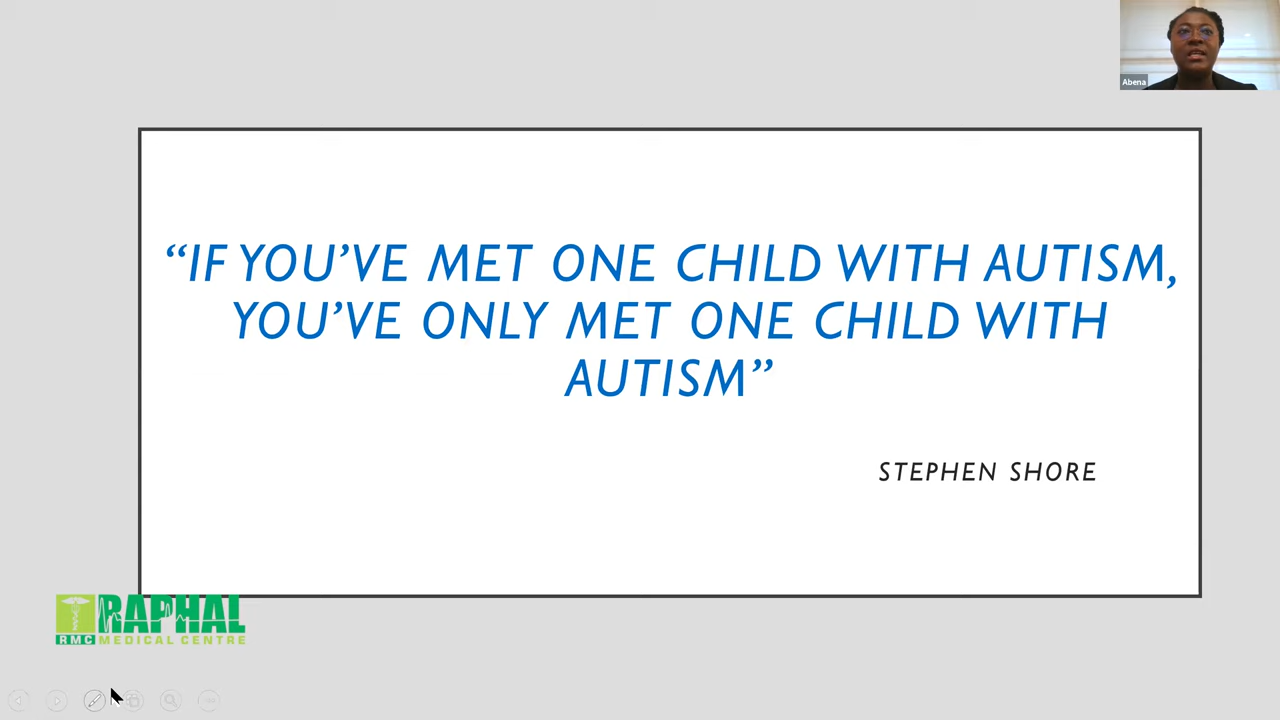 Abena
“IF YOU’VE MET ONE CHILD WITH AUTISM,
YOU’VE ONLY MET ONE CHILD WITH
AUTISM”
STEPHEN SHORE
RAPHAL
RMC MEDICAL CENTRE